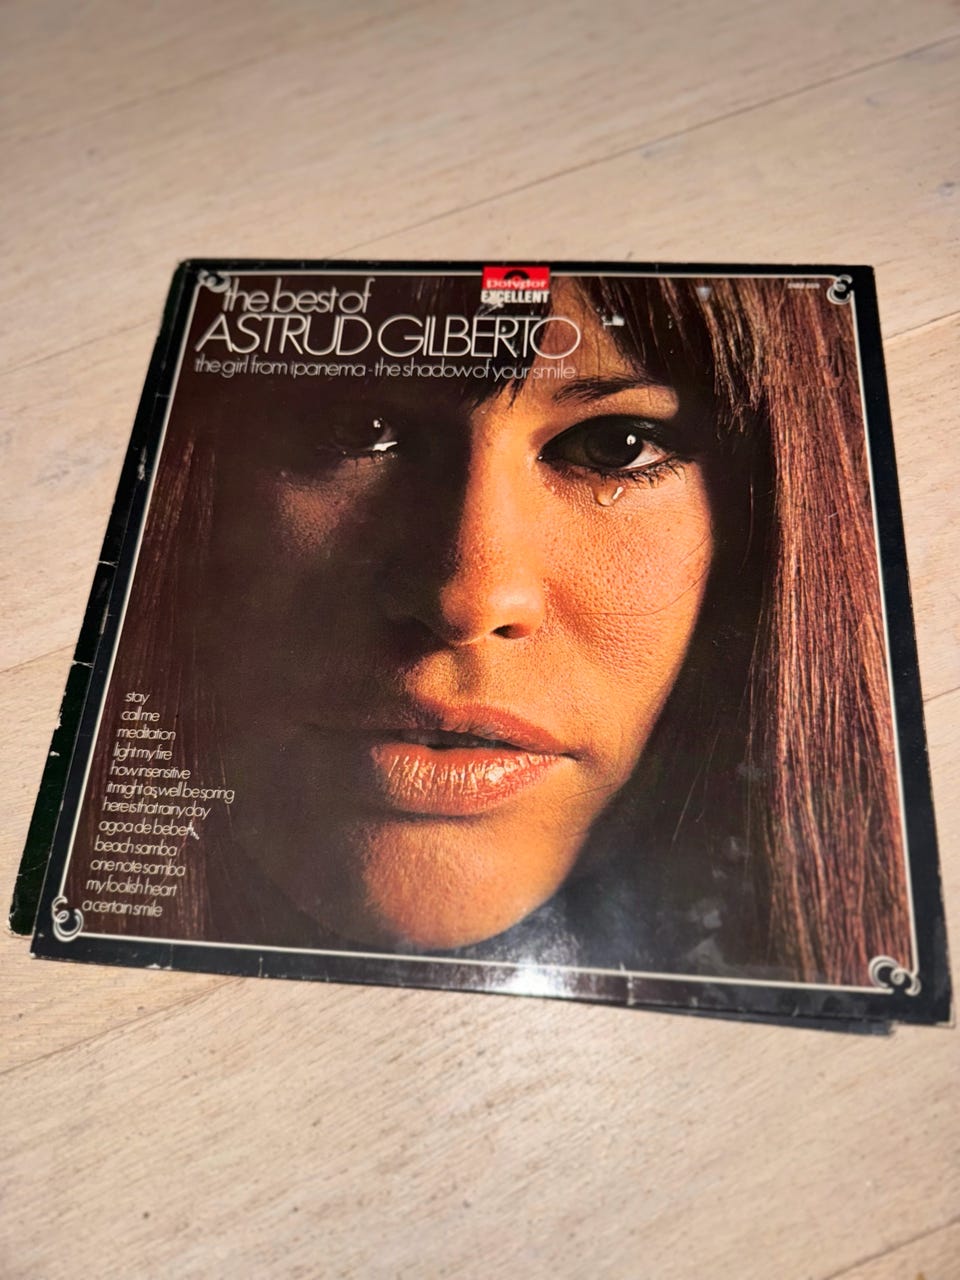 the best of
Polydor
EXCELLENT
ASTRUD GILBERTO
the girl from ipanema - the shadow of your smile
stay
call me
meditation
light my fire
how insensitive
it might as well be spring
here is that rainy day
agoa de beber
beach samba
one note samba
my foolish heart
a certain smile